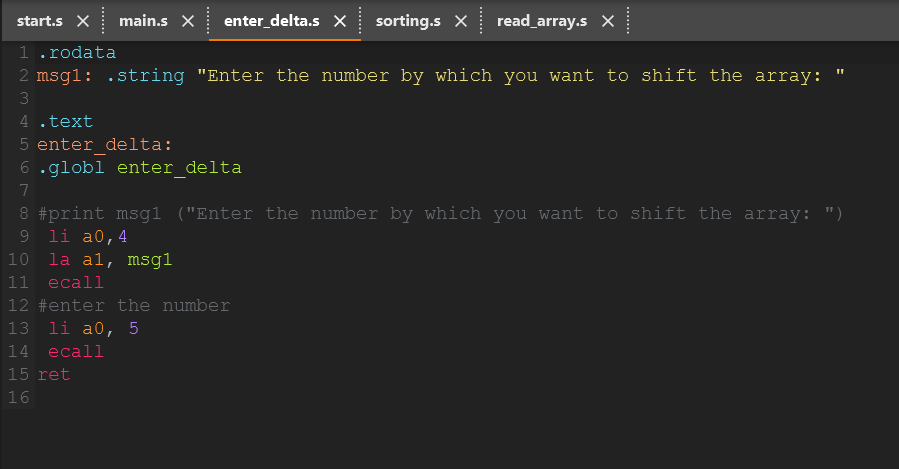 start.s × main.s × enter_delta.s × sorting.s × read_array.s ×
1 .rodata
2 msg1: .string "Enter the number by which you want to shift the array: "
3
4 .text
5 enter_delta:
6 .globl enter_delta
7
8 #print msg1 ("Enter the number by which you want to shift the array: ")
9 li a0,4
10 la a1, msg1
11 ecall
12 #enter the number
13 li a0, 5
14 ecall
15 ret
16